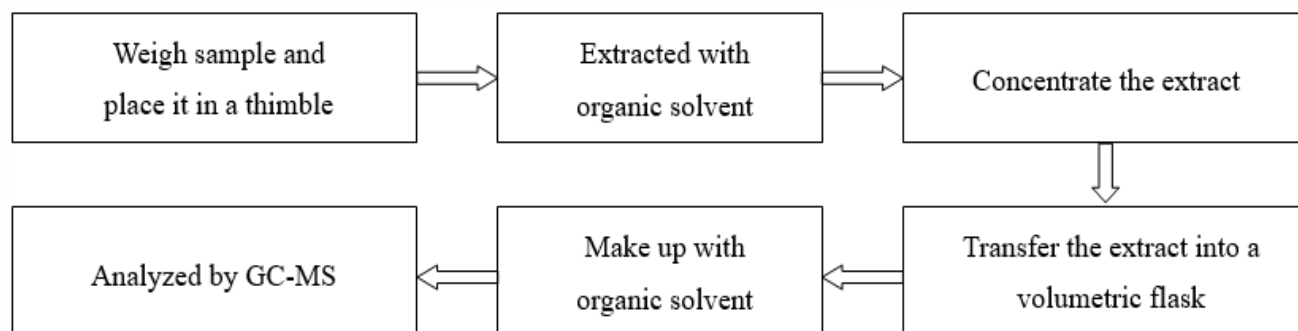 Weigh sample and
place it in a thimble
Extracted with
organic solvent
Concentrate the extract
Transfer the extract into a
volumetric flask
Make up with
organic solvent
Analyzed by GC-MS